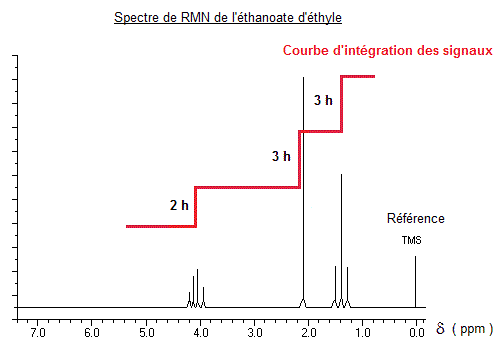 Spectre de RMN de l'éthanoate d'éthyle
Courbe d'intégration des signaux
3 h
3 h
2 h
Référence
TMS
7.0 6.0 5.0 4.0 3.0 2.0 1.0 0.0 δ ( ppm )